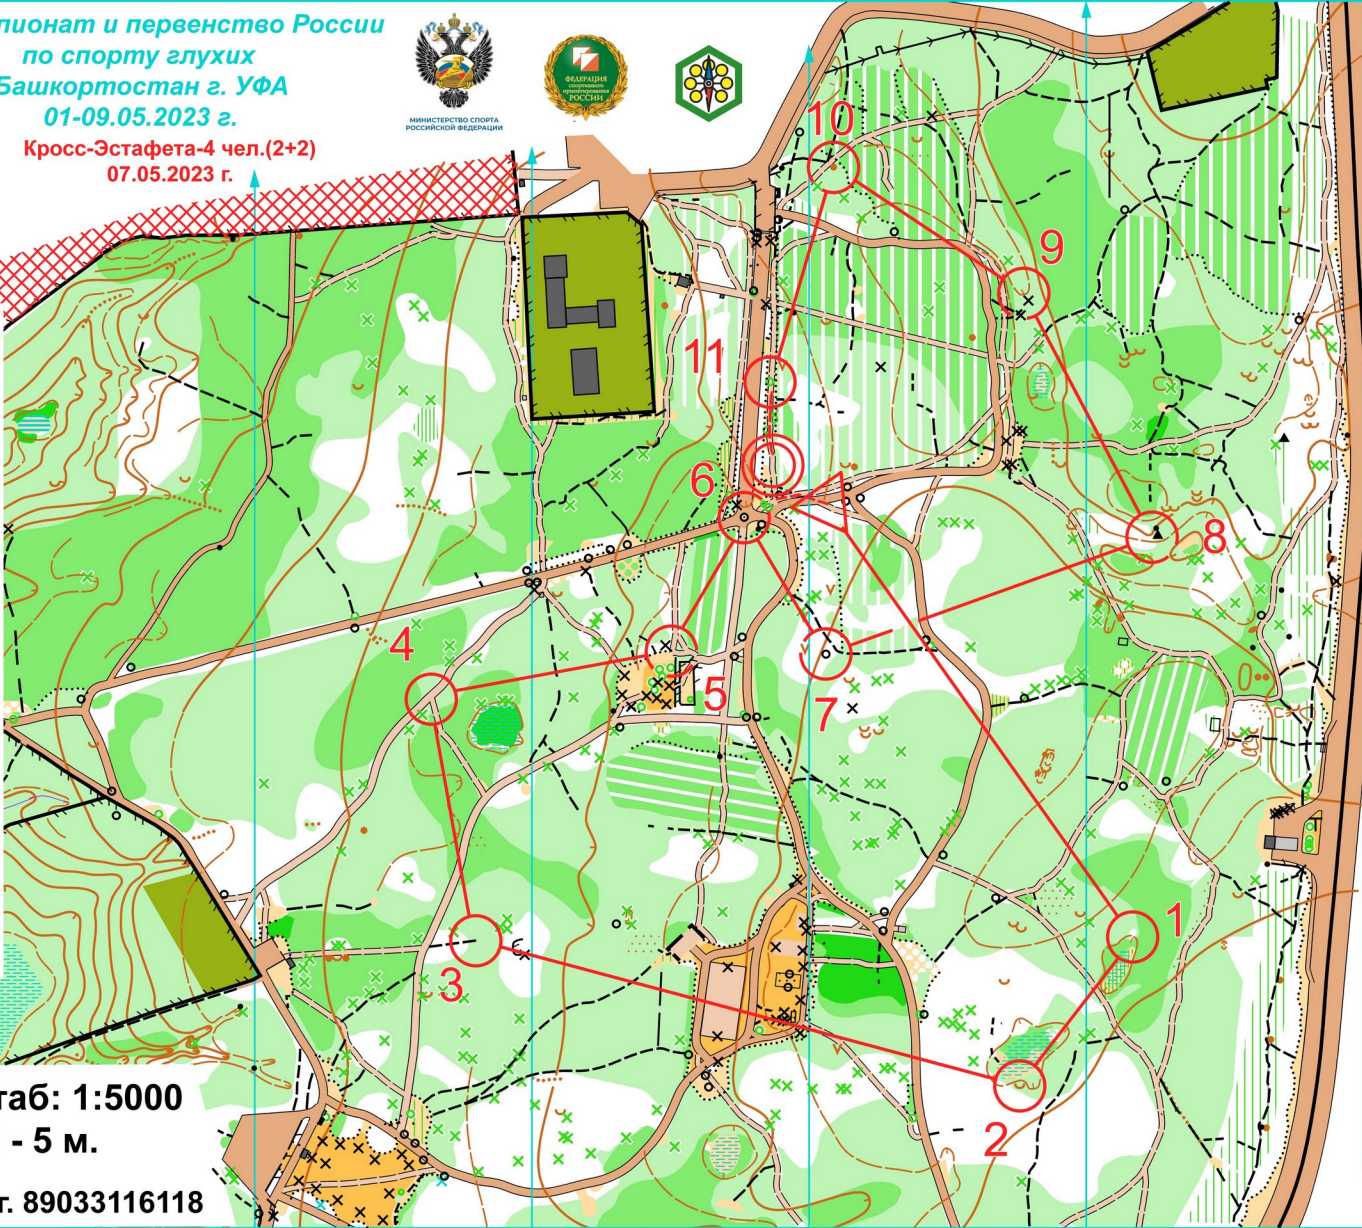 пионат и первенство России
по спорту глухих
Башкортостан г. УФА
01-09.05.2023 г.
Кросс-Эстафета-4 чел.(2+2)
07.05.2023 г.
МИНИСТЕРСТВО СПОРТА
РОССИЙСКОЙ ФЕДЕРАЦИИ
ФЕДЕРАЦИЯ
спортивного
ориентирования
РОССИИ
10
9
11
6
8
4
5
7
1
3
2
таб: 1:5000
- 5 м.
г. 89033116118